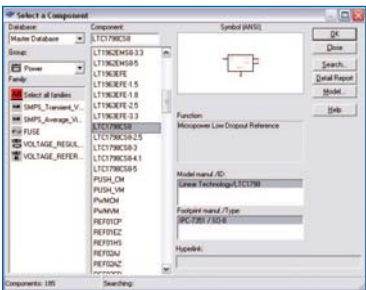 Select a Component
Database:
Master Database
Group:
Power
Family:
Select all families
SMPS_Transient_V...
SMPS_Average_Vi...
FUSE
VOLTAGE_REGUL...
VOLTAGE_REFER...
Component:
LTC1798CS8
LT1962EMS8-3.3
LT1962EMS8-5
LT1963EFE
LT1963EFE-1.5
LT1963EFE-1.8
LT1963EFE-2.5
LT1963EFE-3.3
LTC1798CS8
LTC1798CS8-2.5
LTC1798CS8-3
LTC1798CS8-4.1
LTC1798CS8-5
PUSH_CM
PUSH_VM
PWMCM
PWMVM
REF01CP
REF01EZ
REF01HS
REF02AJ
REF02AZ
Symbol (ANSI)
Function:
Micropower Low Dropout Reference
Model manuf./ID:
Linear Technology/LTC1798
Footprint manuf./Type:
IPC-7351 / SO-8
Hyperlink:
OK
Close
Search...
Detail Report
Model...
Help
Components: 185
Searching: